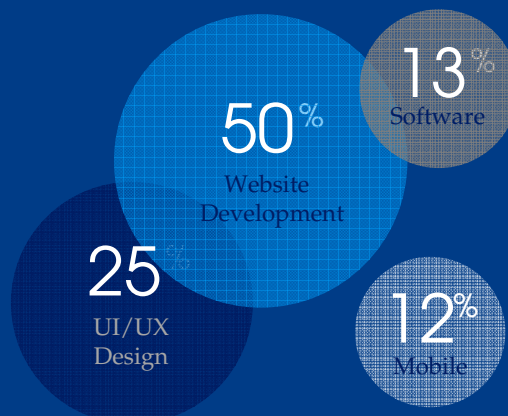 50%
Website
Development
13%
Software
25%
UI/UX
Design
12%
Mobile